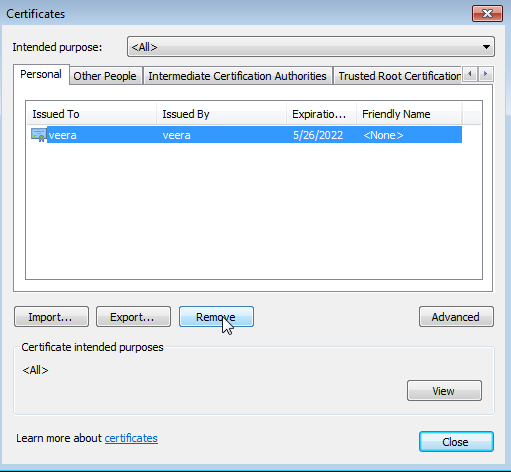 Certificates
Intended purpose: <All>
Personal Other People Intermediate Certification Authorities Trusted Root Certification
Issued To Issued By Expiratio... Friendly Name
veera veera 5/26/2022 <None>
Import... Export... Remove Advanced
Certificate intended purposes
<All>
View
Learn more about certificates
Close